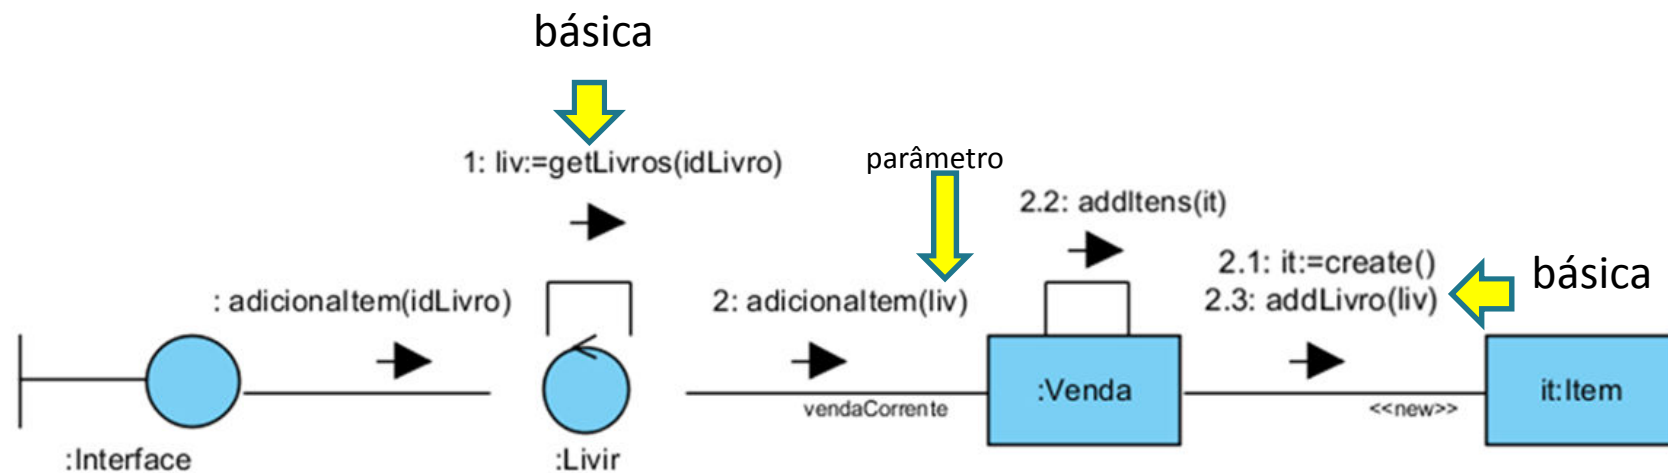 básica
1: liv:=getLivros(idLivro)
parâmetro
2.2: addItens(it)
2.1: it:=create()
básica
: adicionaItem(idLivro)
2: adicionaItem(liv)
2.3: addLivro(liv)
:Venda
it:Item
vendaCorrente
<<new>>
:Interface
:Livir